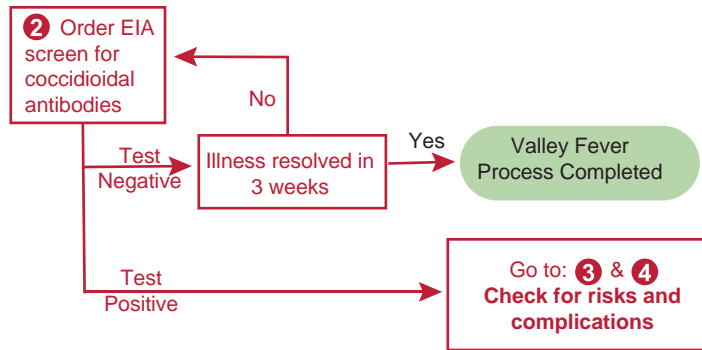 2 Order EIA
screen for
coccidioidal
antibodies
No
Test
Negative
Illness resolved in
3 weeks
Yes
Valley Fever
Process Completed
Test
Positive
Go to: 3 & 4
Check for risks and
complications